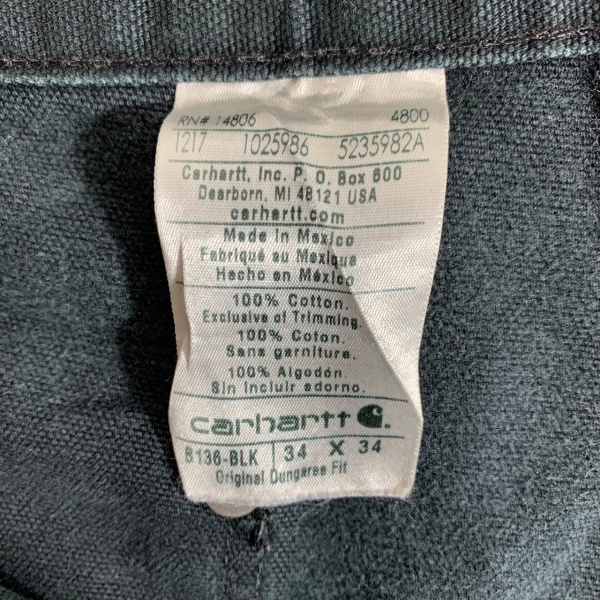 RN# 14806 4800
1217 1025986 5235982A
Carhartt, Inc. P. O. Box 600
Dearborn, MI 48121 USA
carhartt.com
Made in Mexico
Fabriqué au Mexique
Hecho en México
100% Cotton.
Exclusive of Trimming.
100% Coton.
Sans garniture.
100% Algodón.
Sin incluir adorno.
carhartt
B136-BLK 34 X 34
Original Dungaree Fit